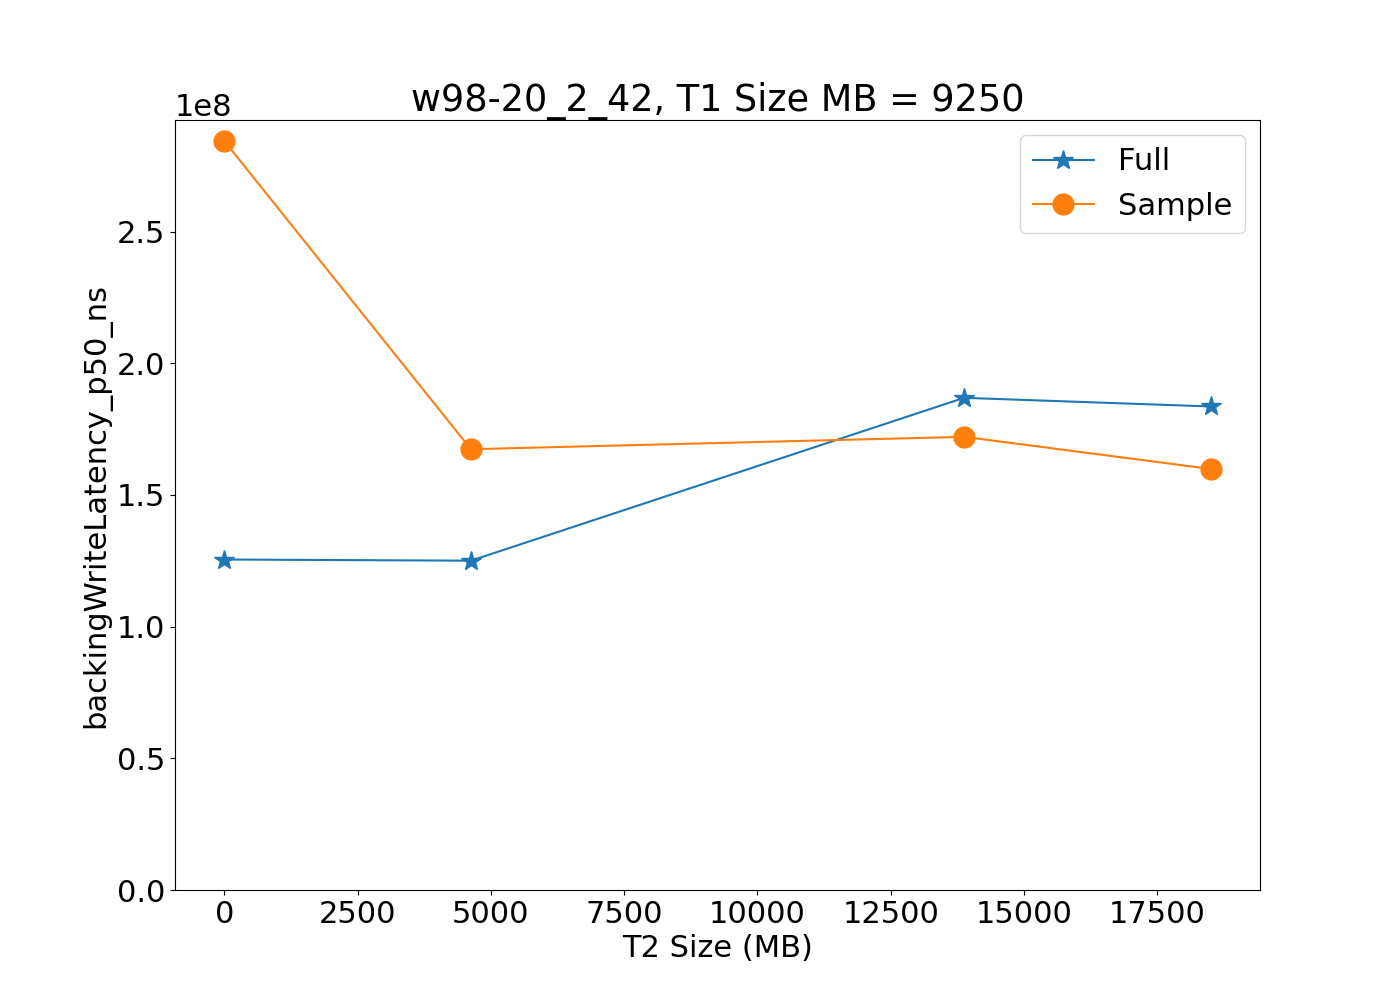 w98-20_2_42, T1 Size MB = 9250
1e8
Full
Sample
2.5
2.0
1.5
1.0
0.5
0.0
backingWriteLatency_p50_ns
0 2500 5000 7500 10000 12500 15000 17500
T2 Size (MB)